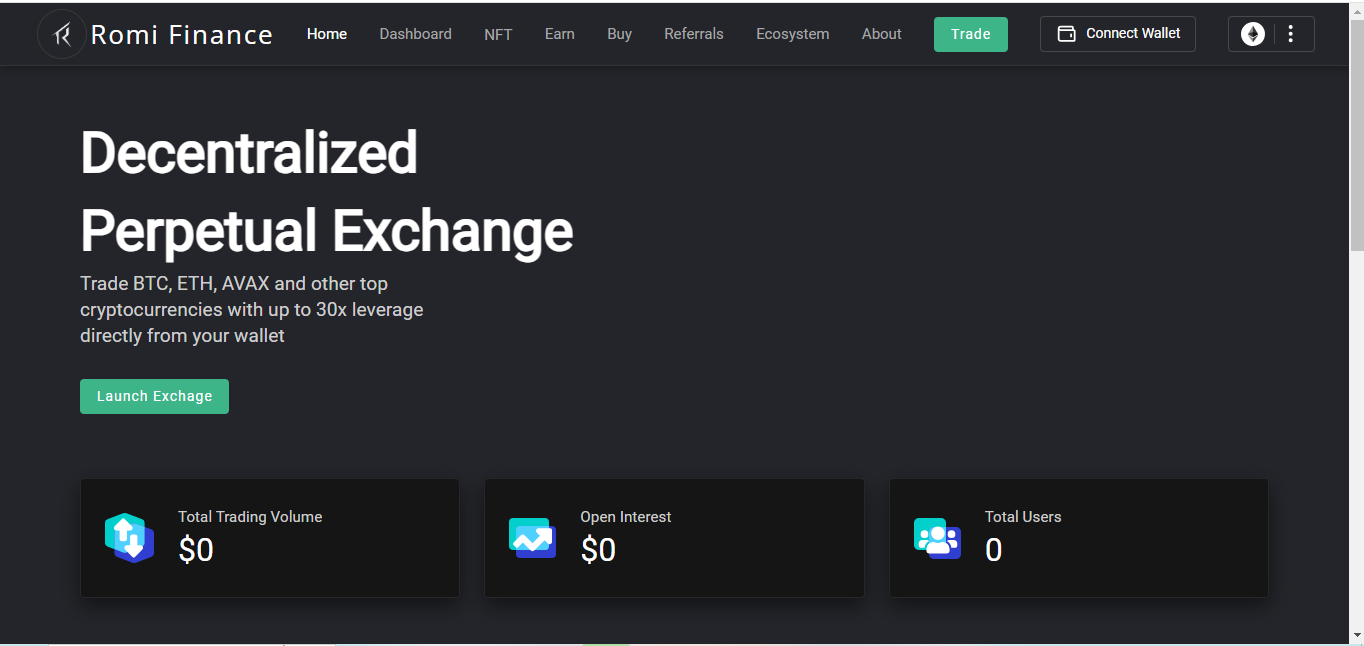 Romi Finance
Home
Dashboard
NFT
Earn
Buy
Referrals
Ecosystem
About
Trade
Connect Wallet
Decentralized
Perpetual Exchange
Trade BTC, ETH, AVAX and other top
cryptocurrencies with up to 30x leverage
directly from your wallet
Launch Exchage
Total Trading Volume
$0
Open Interest
$0
Total Users
0